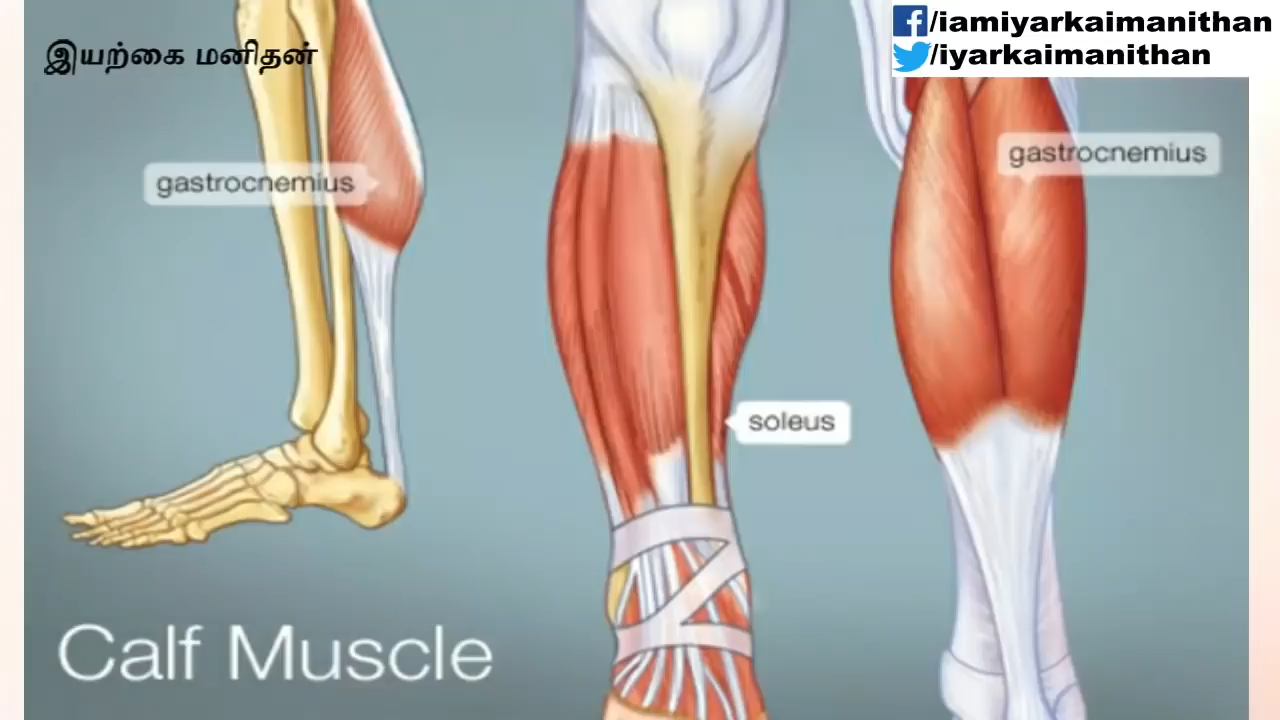 இயற்கை மனிதன்
/iamiyarkaimanithan
/iyarkaimanithan
gastrocnemius
gastrocnemius
soleus
Calf Muscle